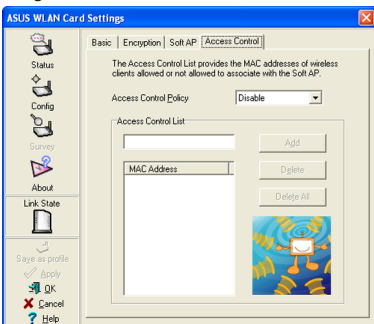 ASUS WLAN Card Settings
Status
Config
Survey
About
Link State
Save as profile
Apply
OK
Cancel
Help
Basic
Encryption
Soft AP
Access Control
The Access Control List provides the MAC addresses of wireless
clients allowed or not allowed to associate with the Soft AP.
Access Control Policy
Disable
Access Control List
Add
MAC Address
Delete
Delete All